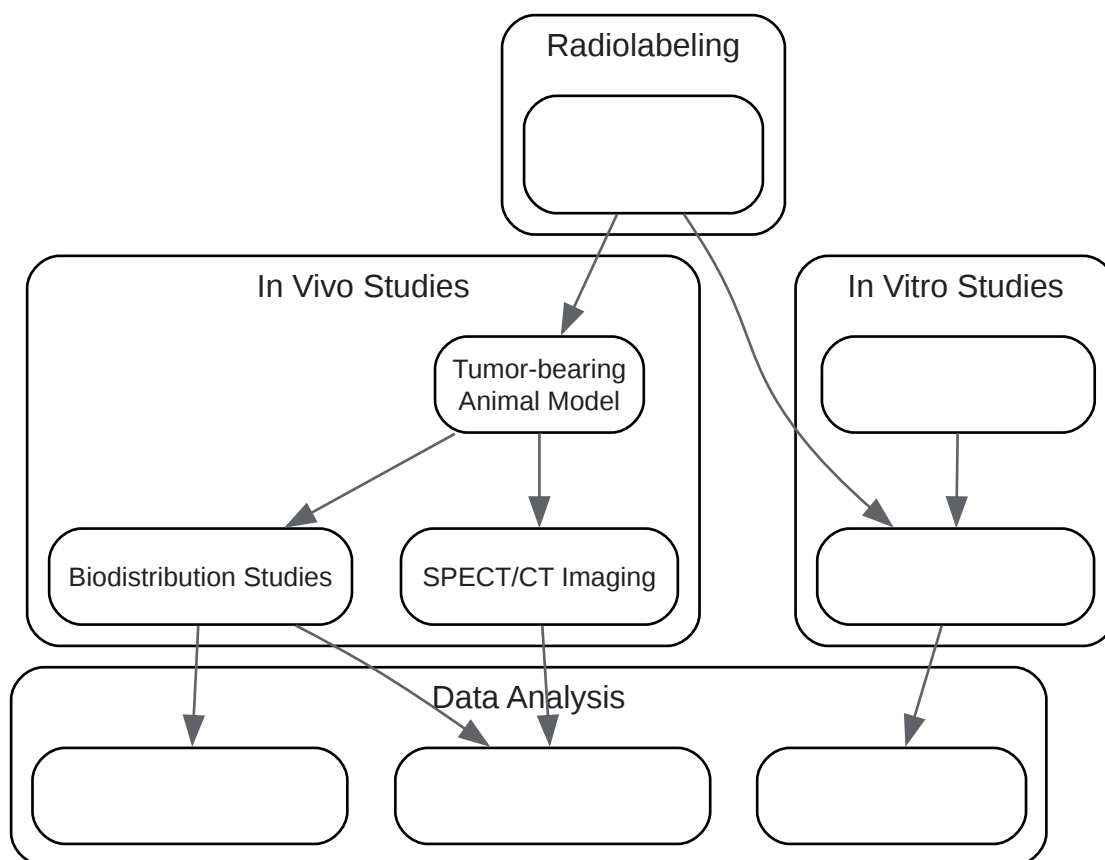 Radiolabeling
In Vivo Studies
In Vitro Studies
Tumor-bearing
Animal Model
Biodistribution Studies
SPECT/CT Imaging
Data Analysis